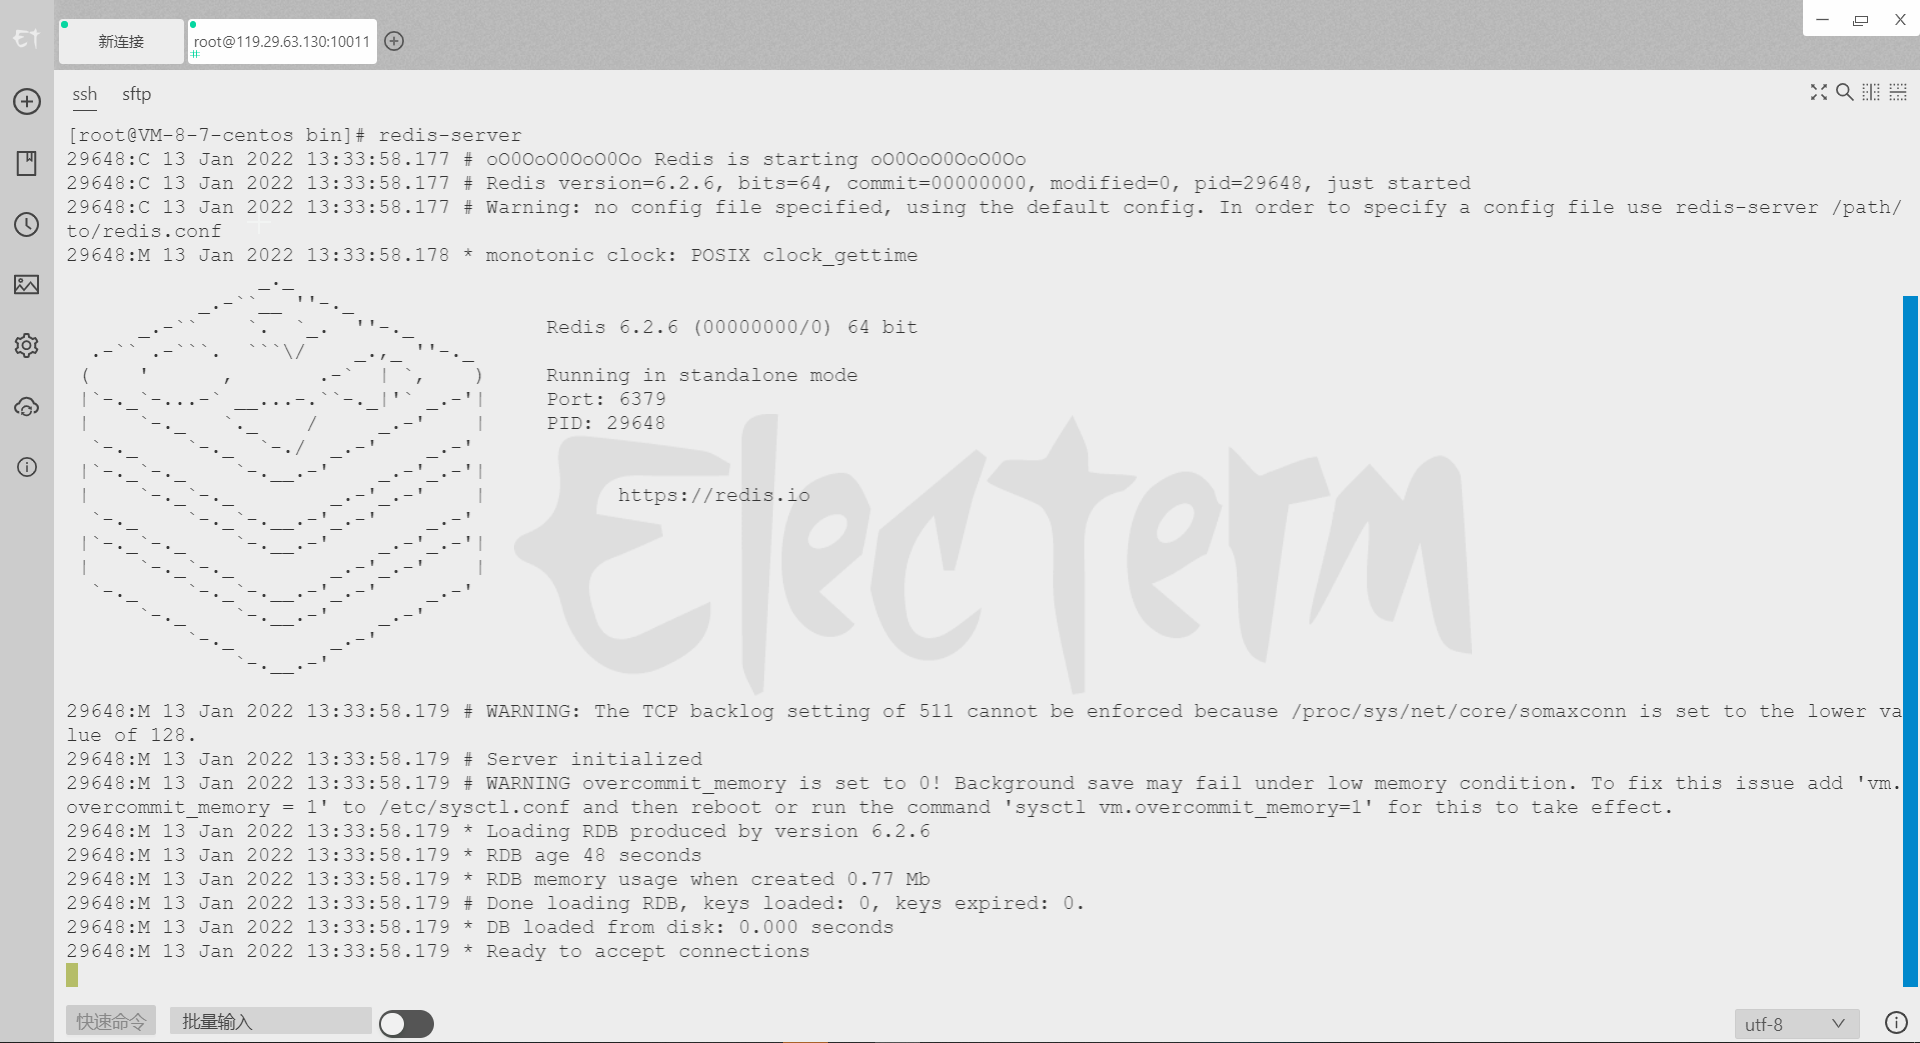 新连接
root@119.29.63.130:10011
#
ssh
sftp
[root@VM-8-7-centos bin]# redis-server
29648:C 13 Jan 2022 13:33:58.177 # oO0OoO0OoO0Oo Redis is starting oO0OoO0OoO0Oo
29648:C 13 Jan 2022 13:33:58.177 # Redis version=6.2.6, bits=64, commit=00000000, modified=0, pid=29648, just started
29648:C 13 Jan 2022 13:33:58.177 # Warning: no config file specified, using the default config. In order to specify a config file use redis-server /path/
to/redis.conf
29648:M 13 Jan 2022 13:33:58.178 * monotonic clock: POSIX clock_gettime
Redis 6.2.6 (00000000/0) 64 bit
Running in standalone mode
Port: 6379
PID: 29648
Electerm
https://redis.io
29648:M 13 Jan 2022 13:33:58.179 # WARNING: The TCP backlog setting of 511 cannot be enforced because /proc/sys/net/core/somaxconn is set to the lower va
lue of 128.
29648:M 13 Jan 2022 13:33:58.179 # Server initialized
29648:M 13 Jan 2022 13:33:58.179 # WARNING overcommit_memory is set to 0! Background save may fail under low memory condition. To fix this issue add 'vm.
overcommit_memory = 1' to /etc/sysctl.conf and then reboot or run the command 'sysctl vm.overcommit_memory=1' for this to take effect.
29648:M 13 Jan 2022 13:33:58.179 * Loading RDB produced by version 6.2.6
29648:M 13 Jan 2022 13:33:58.179 * RDB age 48 seconds
29648:M 13 Jan 2022 13:33:58.179 * RDB memory usage when created 0.77 Mb
29648:M 13 Jan 2022 13:33:58.179 # Done loading RDB, keys loaded: 0, keys expired: 0.
29648:M 13 Jan 2022 13:33:58.179 * DB loaded from disk: 0.000 seconds
29648:M 13 Jan 2022 13:33:58.179 * Ready to accept connections
快速命令
批量输入
utf-8